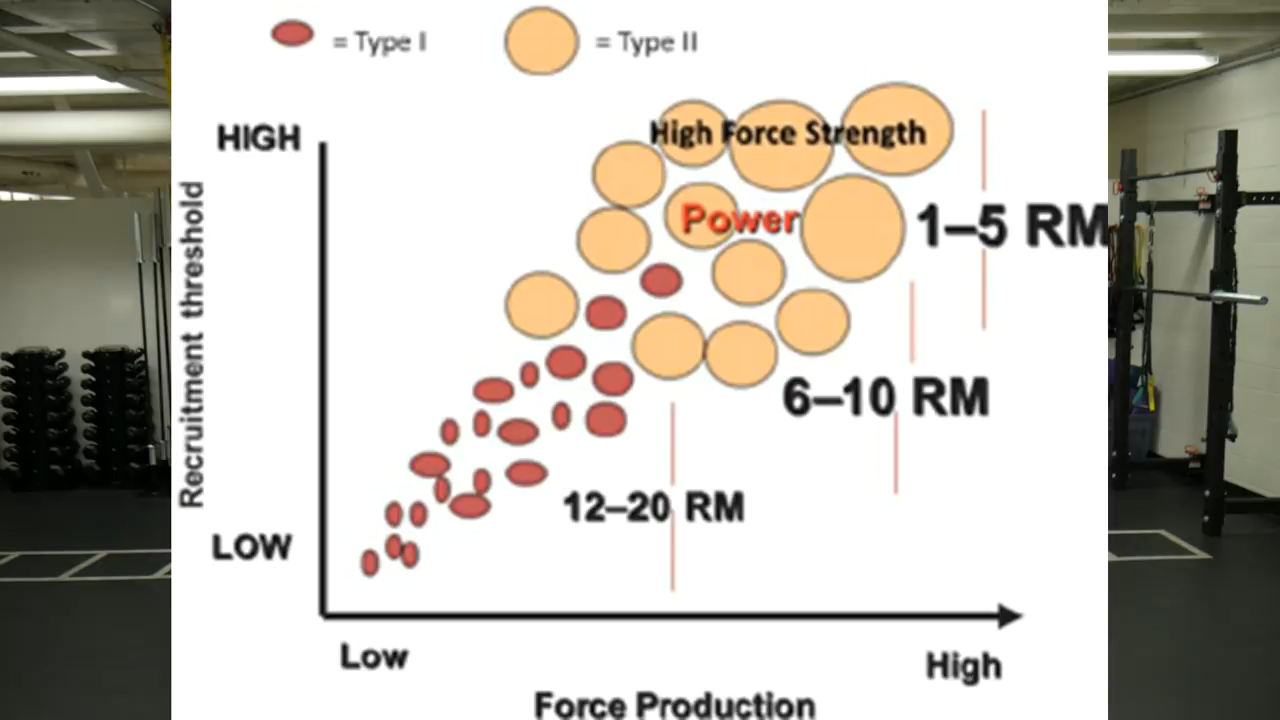 = Type I
= Type II
HIGH
High Force Strength
Recruitment threshold
Power
1–5 RM
6–10 RM
12–20 RM
LOW
Low
High
Force Production